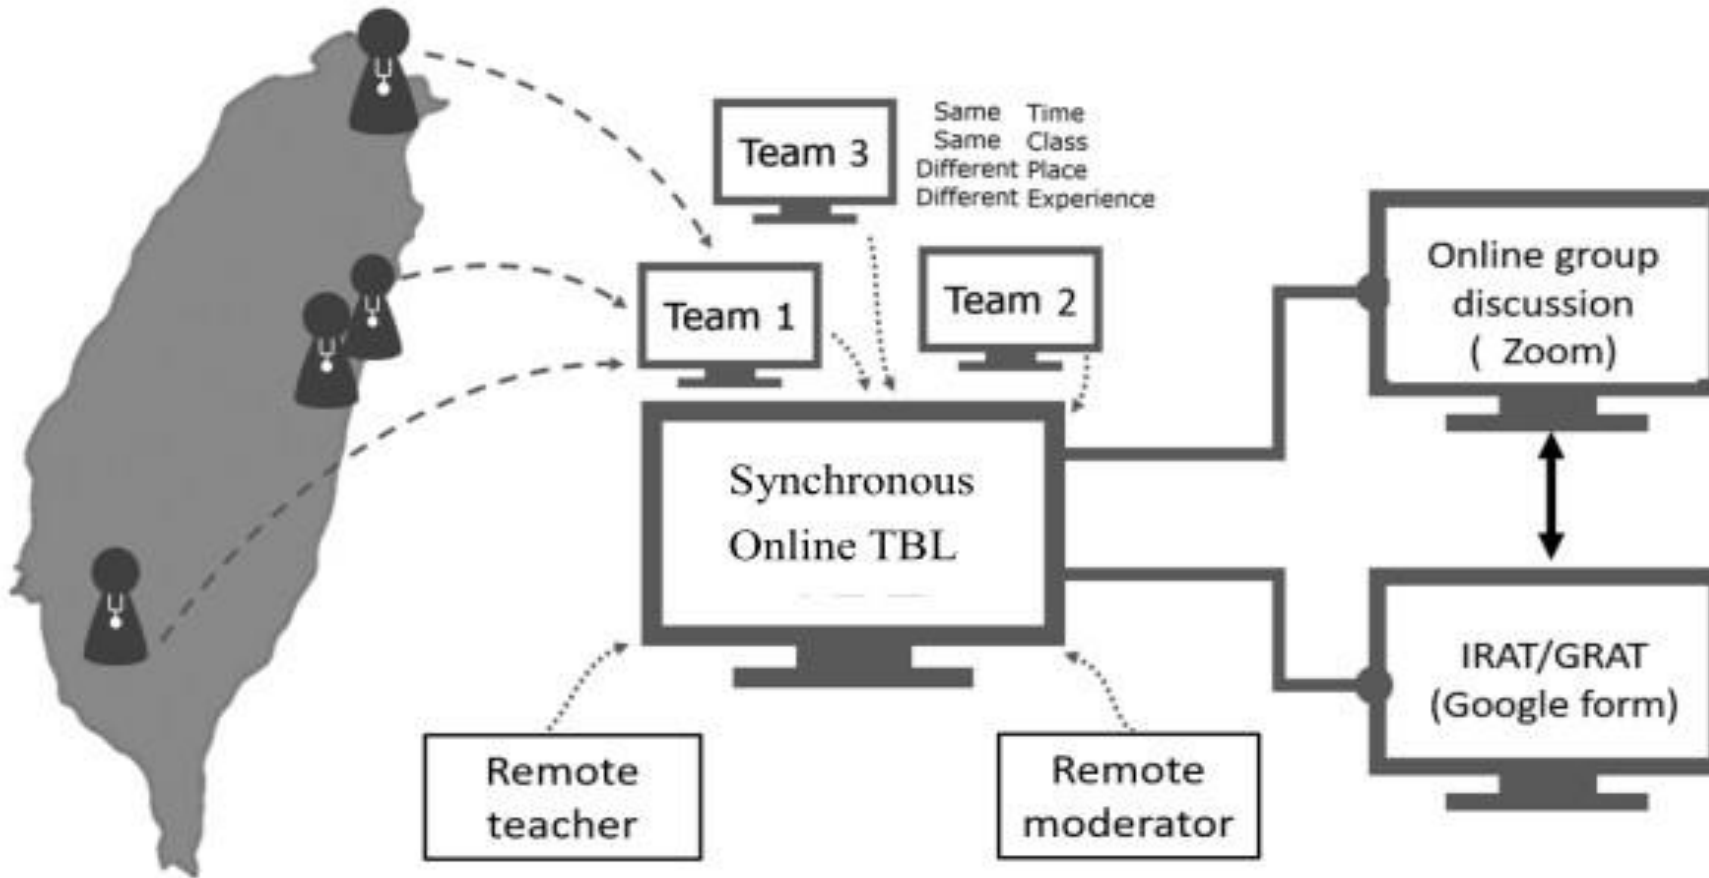 Team 3
Same Time
Same Class
Different Place
Different Experience
Team 1
Team 2
Online group
discussion
( Zoom)
Synchronous
Online TBL
IRAT/GRAT
(Google form)
Remote
teacher
Remote
moderator